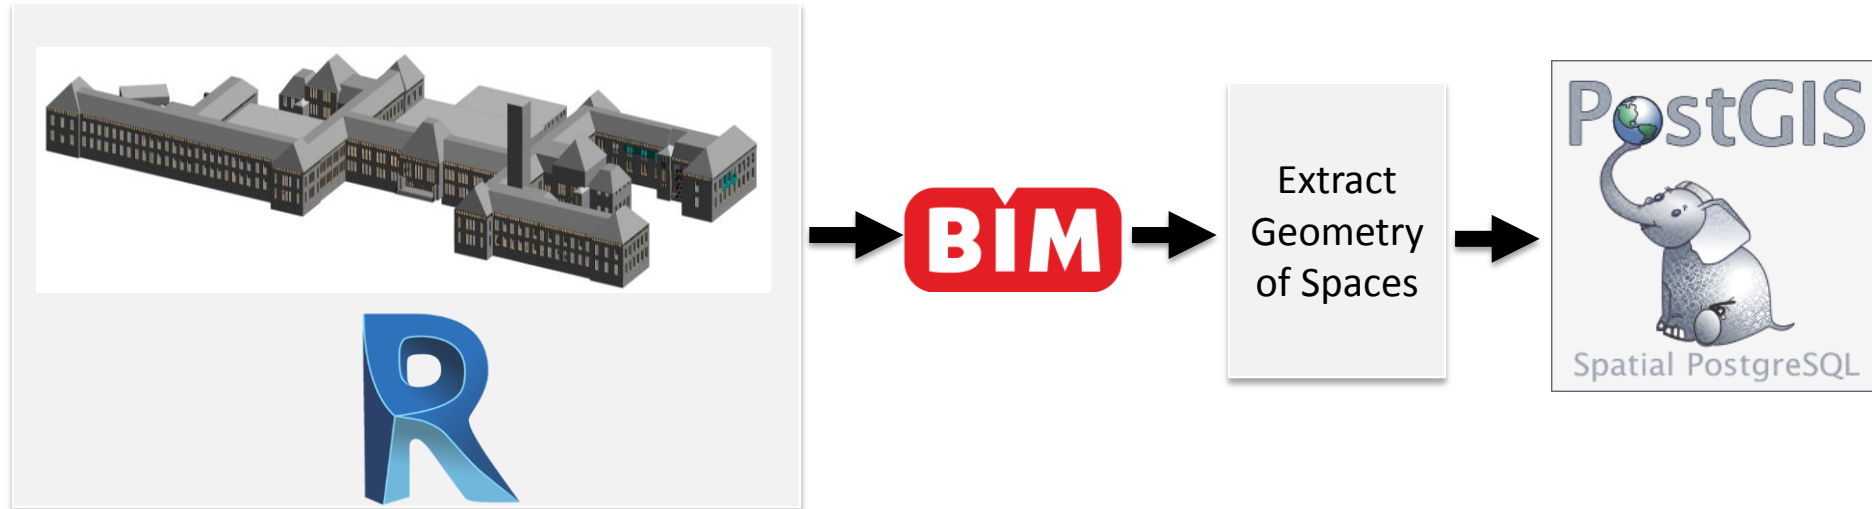 BIM
Extract
Geometry
of Spaces
PostGIS
Spatial PostgreSQL